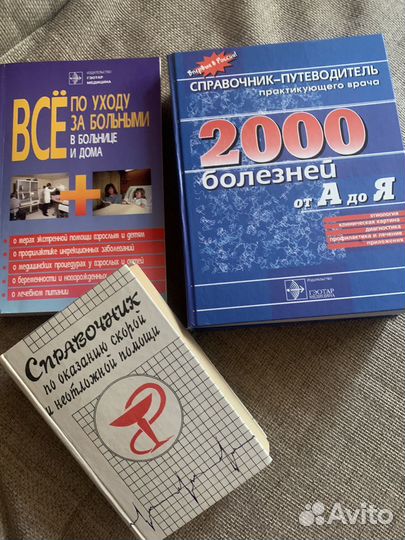 ИЗДАТЕЛЬСТВО
ГЭОТАР
МЕДИЦИНА
ВСЁ
ПО УХОДУ
ЗА БОЛЬНЫМИ
В БОЛЬНИЦЕ
И ДОМА
о мерах экстренной помощи взрослым и детям
о профилактике инфекционных заболеваний
о медицинских процедурах у взрослых и детей
о беременности и новорожденных
о лечебном питании
Впервые в России!
СПРАВОЧНИК-ПУТЕВОДИТЕЛЬ
практикующего врача
2000
болезней
от А до Я
этиология
клиническая картина
диагностика
профилактика и лечение
приложения
Издательство
ГЭОТАР
МЕДИЦИНА
СПРАВОЧНИК
по оказанию скорой
и неотложной помощи
Avito